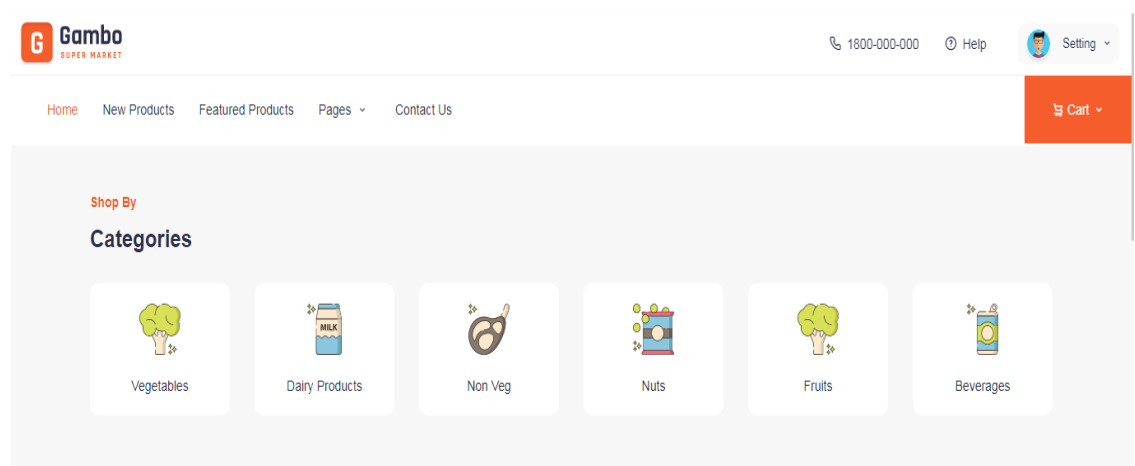 G Gambo
SUPER MARKET
1800-000-000 Help Setting
Home New Products Featured Products Pages Contact Us Cart
Shop By
Categories
MILK
Vegetables Dairy Products Non Veg Nuts Fruits Beverages